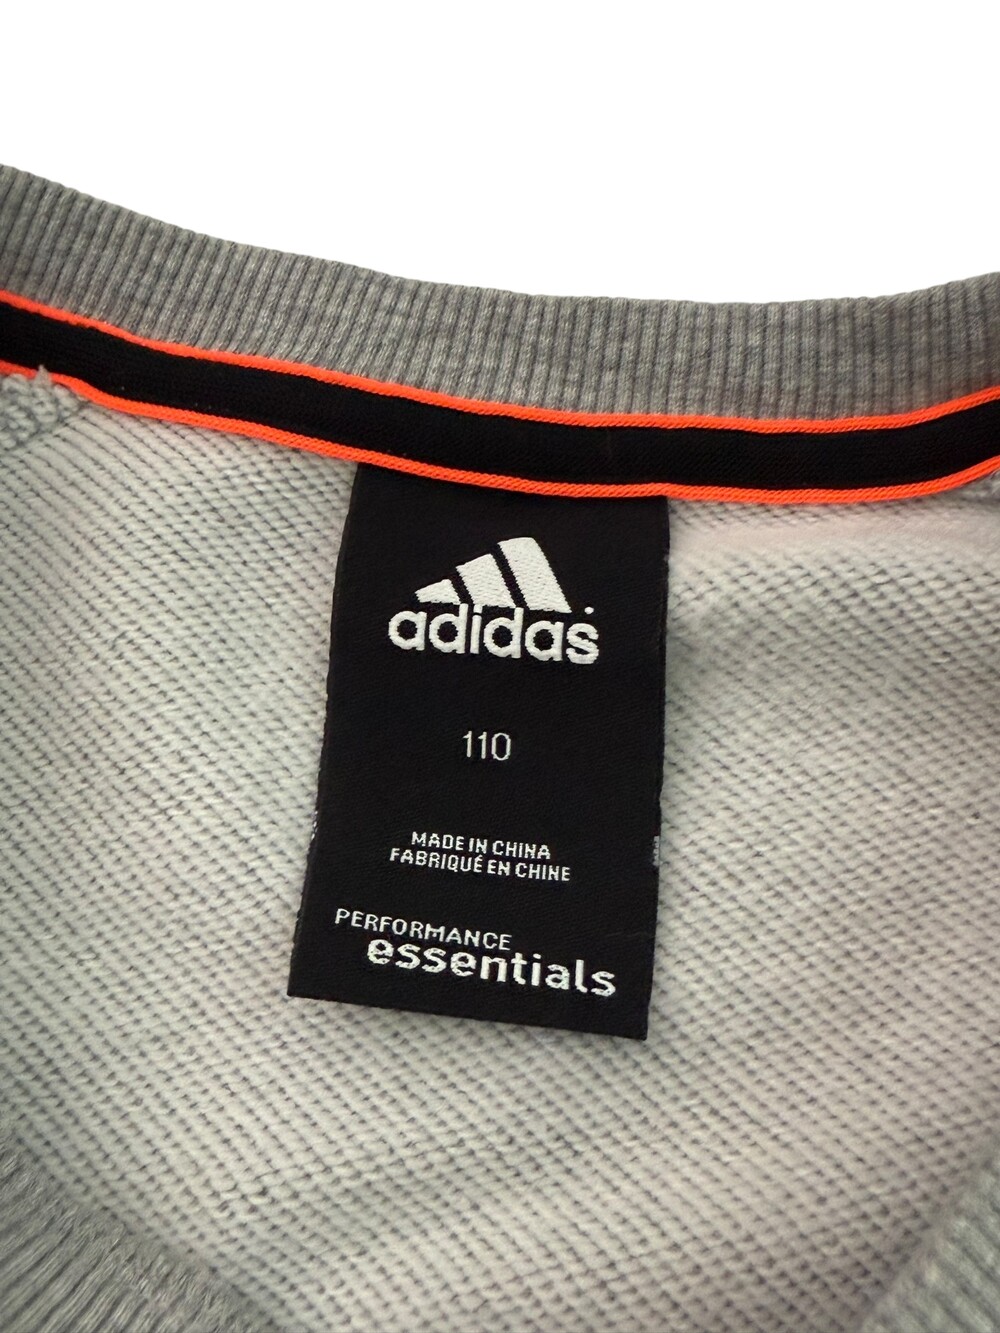 adidas
110
MADE IN CHINA
FABRIQUÉ EN CHINE
PERFORMANCE
essentials